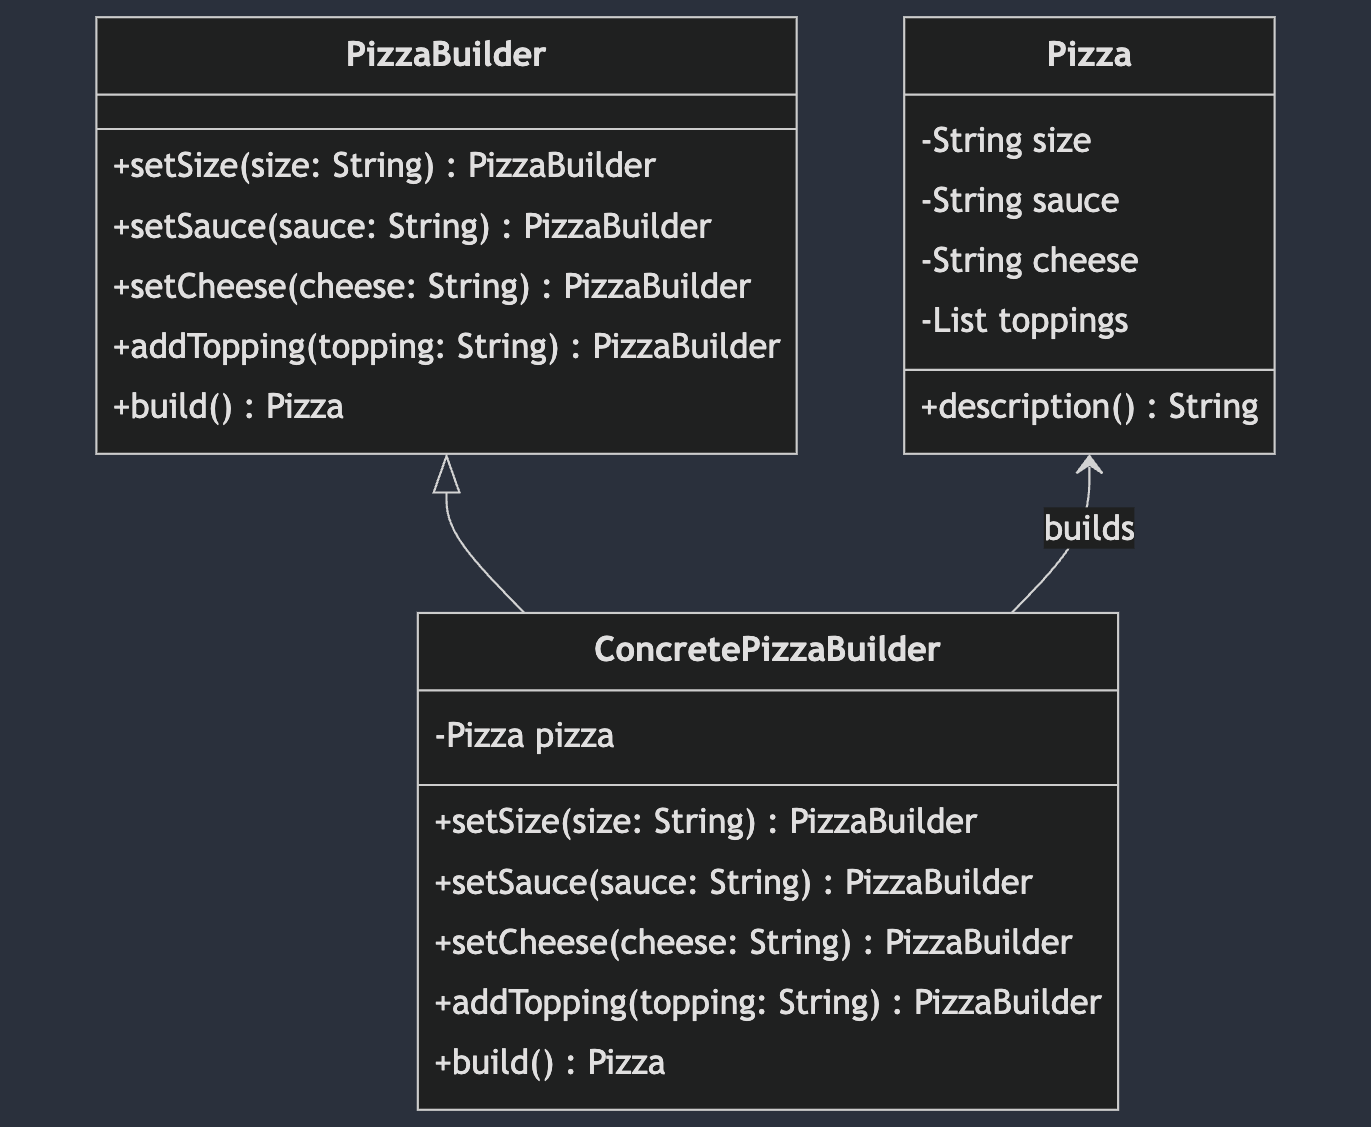 PizzaBuilder
+setSize(size: String) : PizzaBuilder
+setSauce(sauce: String) : PizzaBuilder
+setCheese(cheese: String) : PizzaBuilder
+addTopping(topping: String) : PizzaBuilder
+build() : Pizza
Pizza
-String size
-String sauce
-String cheese
-List toppings
+description() : String
builds
ConcretePizzaBuilder
-Pizza pizza
+setSize(size: String) : PizzaBuilder
+setSauce(sauce: String) : PizzaBuilder
+setCheese(cheese: String) : PizzaBuilder
+addTopping(topping: String) : PizzaBuilder
+build() : Pizza